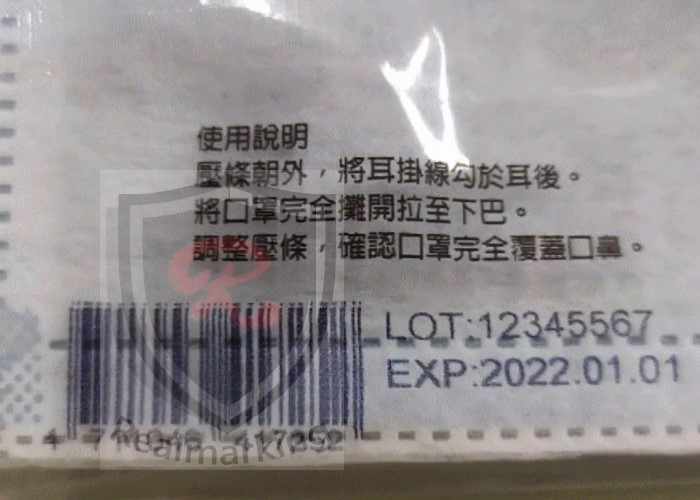 使用說明
壓條朝外，將耳掛線勾於耳後。
將口罩完全攤開拉至下巴。
調整壓條，確認口罩完全覆蓋口鼻。
LOT:12345567
EXP:2022.01.01